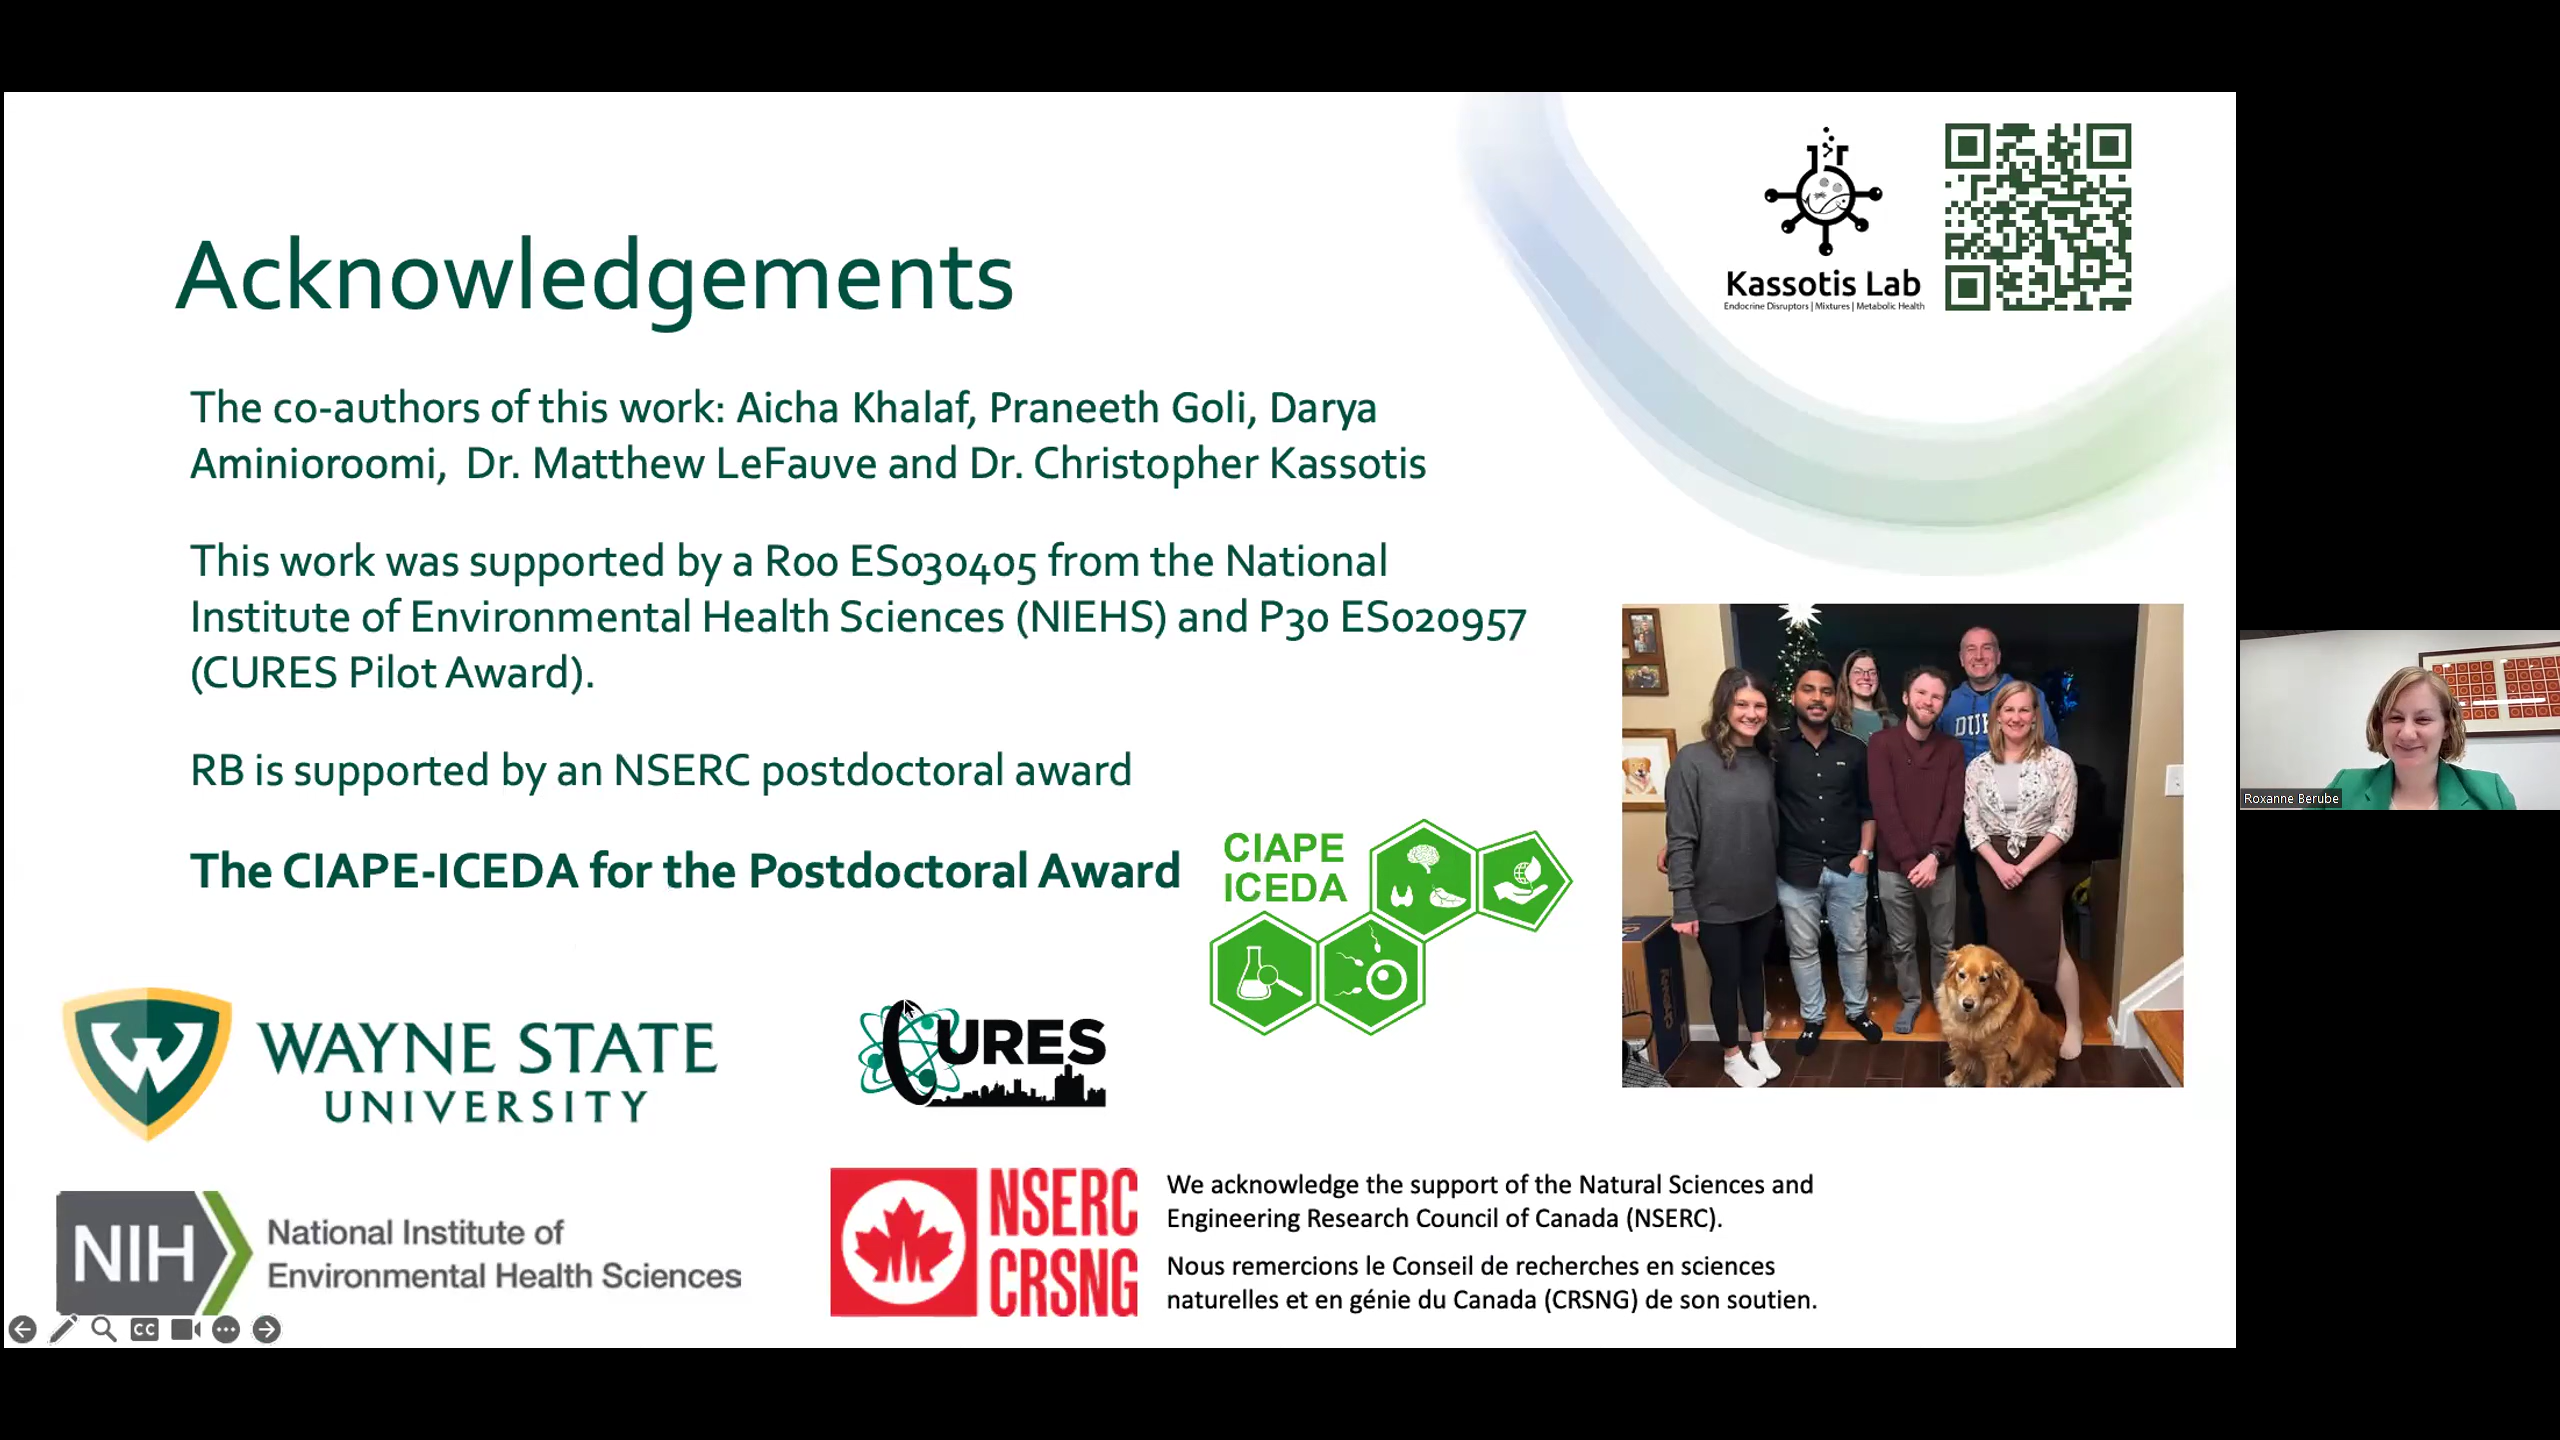 Kassotis Lab
Endocrine Disruptors | Mixtures | Metabolic Health
Acknowledgements
The co-authors of this work: Aicha Khalaf, Praneeth Goli, Darya
Aminioroomi, Dr. Matthew LeFauve and Dr. Christopher Kassotis
This work was supported by a R00 ES030405 from the National
Institute of Environmental Health Sciences (NIEHS) and P30 ES020957
(CURES Pilot Award).
RB is supported by an NSERC postdoctoral award
The CIAPE-ICEDA for the Postdoctoral Award
CIAPE
ICEDA
DUK
Roxanne Berube
WAYNE STATE
UNIVERSITY
CURES
NIH
National Institute of
Environmental Health Sciences
NSERC
CRSNG
We acknowledge the support of the Natural Sciences and
Engineering Research Council of Canada (NSERC).
Nous remercions le Conseil de recherches en sciences
naturelles et en génie du Canada (CRSNG) de son soutien.
CC